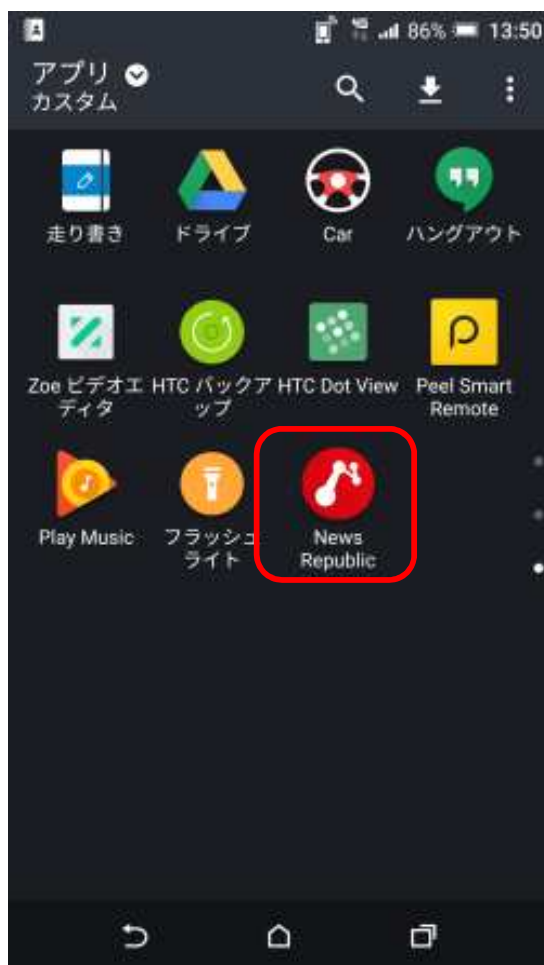 86% 13:50
アプリ
カスタム
走り書き
ドライブ
Car
ハングアウト
Zoe ビデオエ
ディタ
HTC バックア
ップ
HTC Dot View
Peel Smart
Remote
Play Music
フラッシュ
ライト
News
Republic